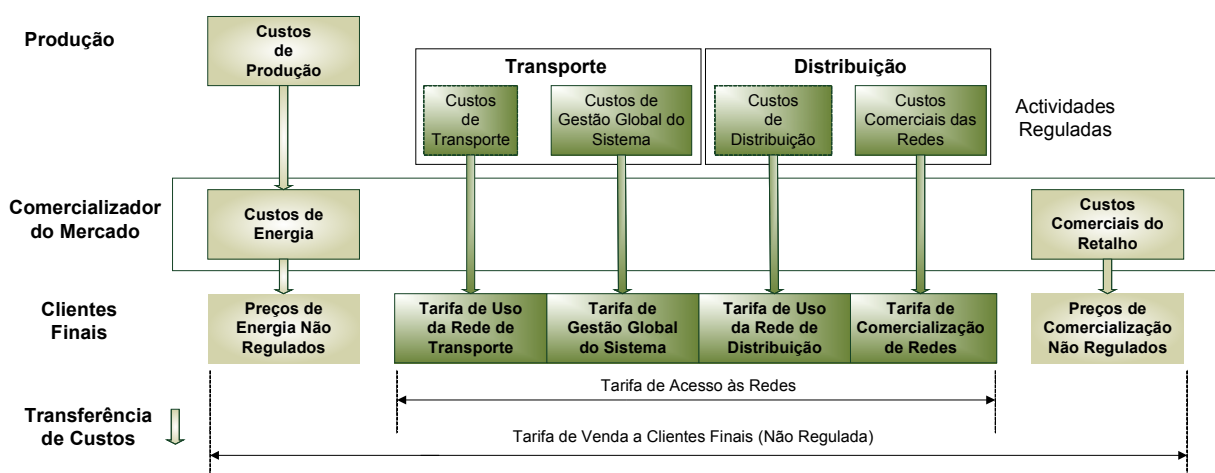 Produção
Custos
de
Produção
Transporte
Distribuição
Custos
de
Transporte
Custos de
Gestão Global do
Sistema
Custos
de
Distribuição
Custos
Comerciais das
Redes
Actividades
Reguladas
Comercializador
do Mercado
Custos de
Energia
Custos
Comerciais do
Retalho
Clientes
Finais
Preços de
Energia Não
Regulados
Tarifa de Uso
da Rede de
Transporte
Tarifa de
Gestão Global
do Sistema
Tarifa de Uso
da Rede de
Distribuição
Tarifa de
Comercialização
de Redes
Preços de
Comercialização
Não Regulados
Tarifa de Acesso às Redes
Transferência
de Custos
Tarifa de Venda a Clientes Finais (Não Regulada)